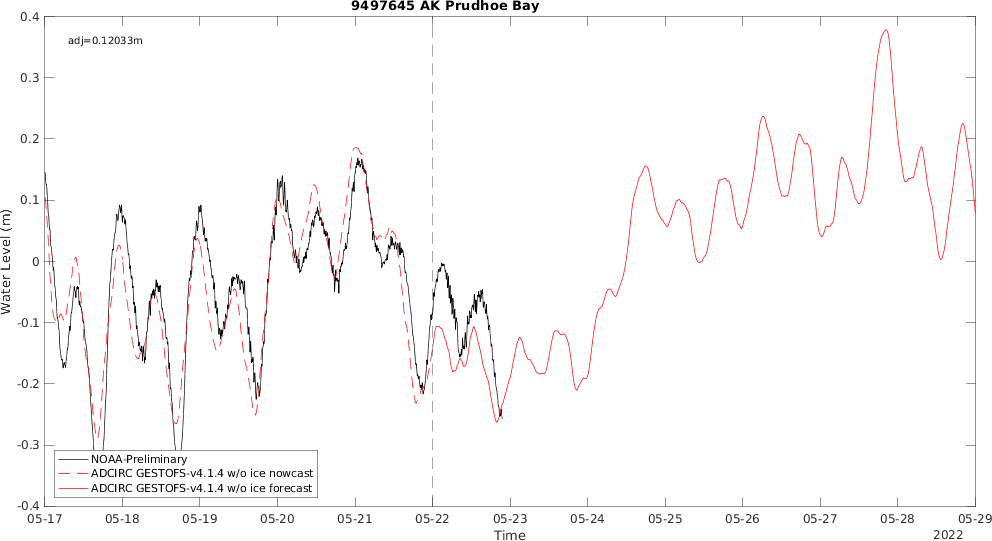 9497645 AK Prudhoe Bay
adj=0.12033m
0.4
0.3
0.2
0.1
0
-0.1
-0.2
-0.3
-0.4
Water Level (m)
NOAA-Preliminary
ADCIRC GESTOFS-v4.1.4 w/o ice nowcast
ADCIRC GESTOFS-v4.1.4 w/o ice forecast
05-17 05-18 05-19 05-20 05-21 05-22 05-23 05-24 05-25 05-26 05-27 05-28 05-29
Time
2022